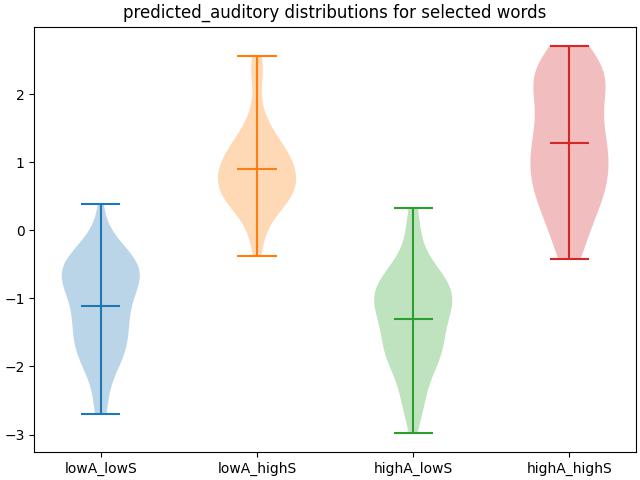 predicted_auditory distributions for selected words
2
1
0
−1
−2
−3
lowA_lowS
lowA_highS
highA_lowS
highA_highS